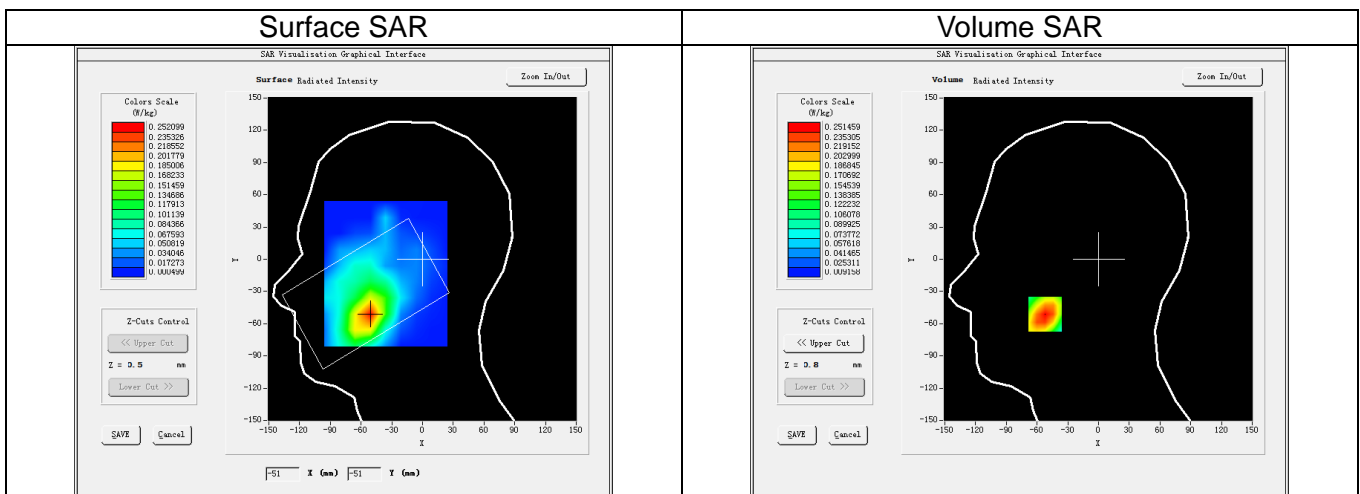 Surface SAR
SAR Visualisation Graphical Interface
Surface Radiated Intensity
Zoom In/Out
Colors Scale
(W/kg)
0.252099
0.235326
0.218552
0.201779
0.185006
0.168233
0.151459
0.134686
0.117913
0.101139
0.084366
0.067593
0.050819
0.034046
0.017273
0.000499
Z-Cuts Control
<< Upper Cut
Z = 0.5 mm
Lower Cut >>
SAVE Cancel
150
120
90
60
30
0
-30
-60
-90
-120
-150
Y
-150 -120 -90 -60 -30 0 30 60 90 120 150
X
-51 X (mm) -51 Y (mm)
Volume SAR
SAR Visualisation Graphical Interface
Volume Radiated Intensity
Zoom In/Out
Colors Scale
(W/kg)
0.251459
0.235305
0.219152
0.202999
0.186845
0.170692
0.154539
0.138385
0.122232
0.106078
0.089925
0.073772
0.057618
0.041465
0.025311
0.009158
Z-Cuts Control
<< Upper Cut
Z = 0.8 mm
Lower Cut >>
SAVE Cancel
150
120
90
60
30
0
-30
-60
-90
-120
-150
Y
-150 -120 -90 -60 -30 0 30 60 90 120 150
X